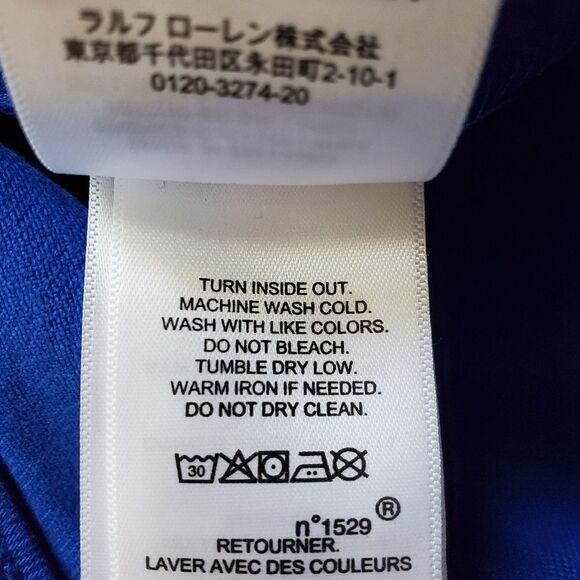 ラルフ ローレン株式会社
東京都千代田区永田町2-10-1
0120-3274-20
TURN INSIDE OUT.
MACHINE WASH COLD.
WASH WITH LIKE COLORS.
DO NOT BLEACH.
TUMBLE DRY LOW.
WARM IRON IF NEEDED.
DO NOT DRY CLEAN.
30
n°1529 ®
RETOURNER.
LAVER AVEC DES COULEURS